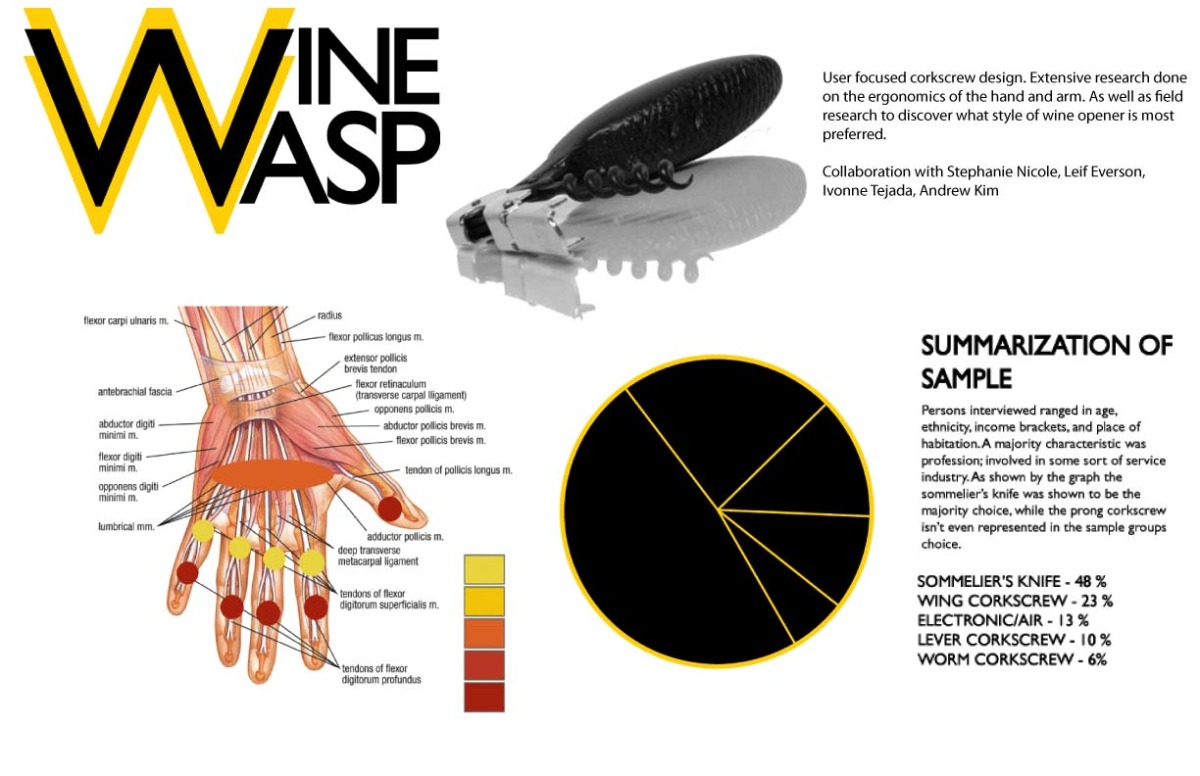 WINE
WASP
User focused corkscrew design. Extensive research done
on the ergonomics of the hand and arm. As well as field
research to discover what style of wine opener is most
preferred.
Collaboration with Stephanie Nicole, Leif Everson,
Ivonne Tejada, Andrew Kim
flexor carpi ulnaris m.
radius
flexor pollicus longus m.
extensor pollicis
brevis tendon
antebrachial fascia
flexor retinaculum
(transverse carpal lligament)
opponens pollicis m.
abductor digiti
minimi m.
abductor pollicis brevis m.
flexor pollicis brevis m.
flexor digiti
minimi m.
tendon of pollicis longus m.
opponens digiti
minimi m.
lumbrical mm.
adductor pollicis m.
deep transverse
metacarpal ligament
tendons of flexor
digitorum superficialis m.
tendons of flexor
digitorum profundus
SUMMARIZATION OF
SAMPLE
Persons interviewed ranged in age,
ethnicity, income brackets, and place of
habitation. A majority characteristic was
profession; involved in some sort of service
industry. As shown by the graph the
sommelier's knife was shown to be the
majority choice, while the prong corkscrew
isn't even represented in the sample groups
choice.
SOMMELIER'S KNIFE - 48 %
WING CORKSCREW - 23 %
ELECTRONIC/AIR - 13 %
LEVER CORKSCREW - 10 %
WORM CORKSCREW - 6%